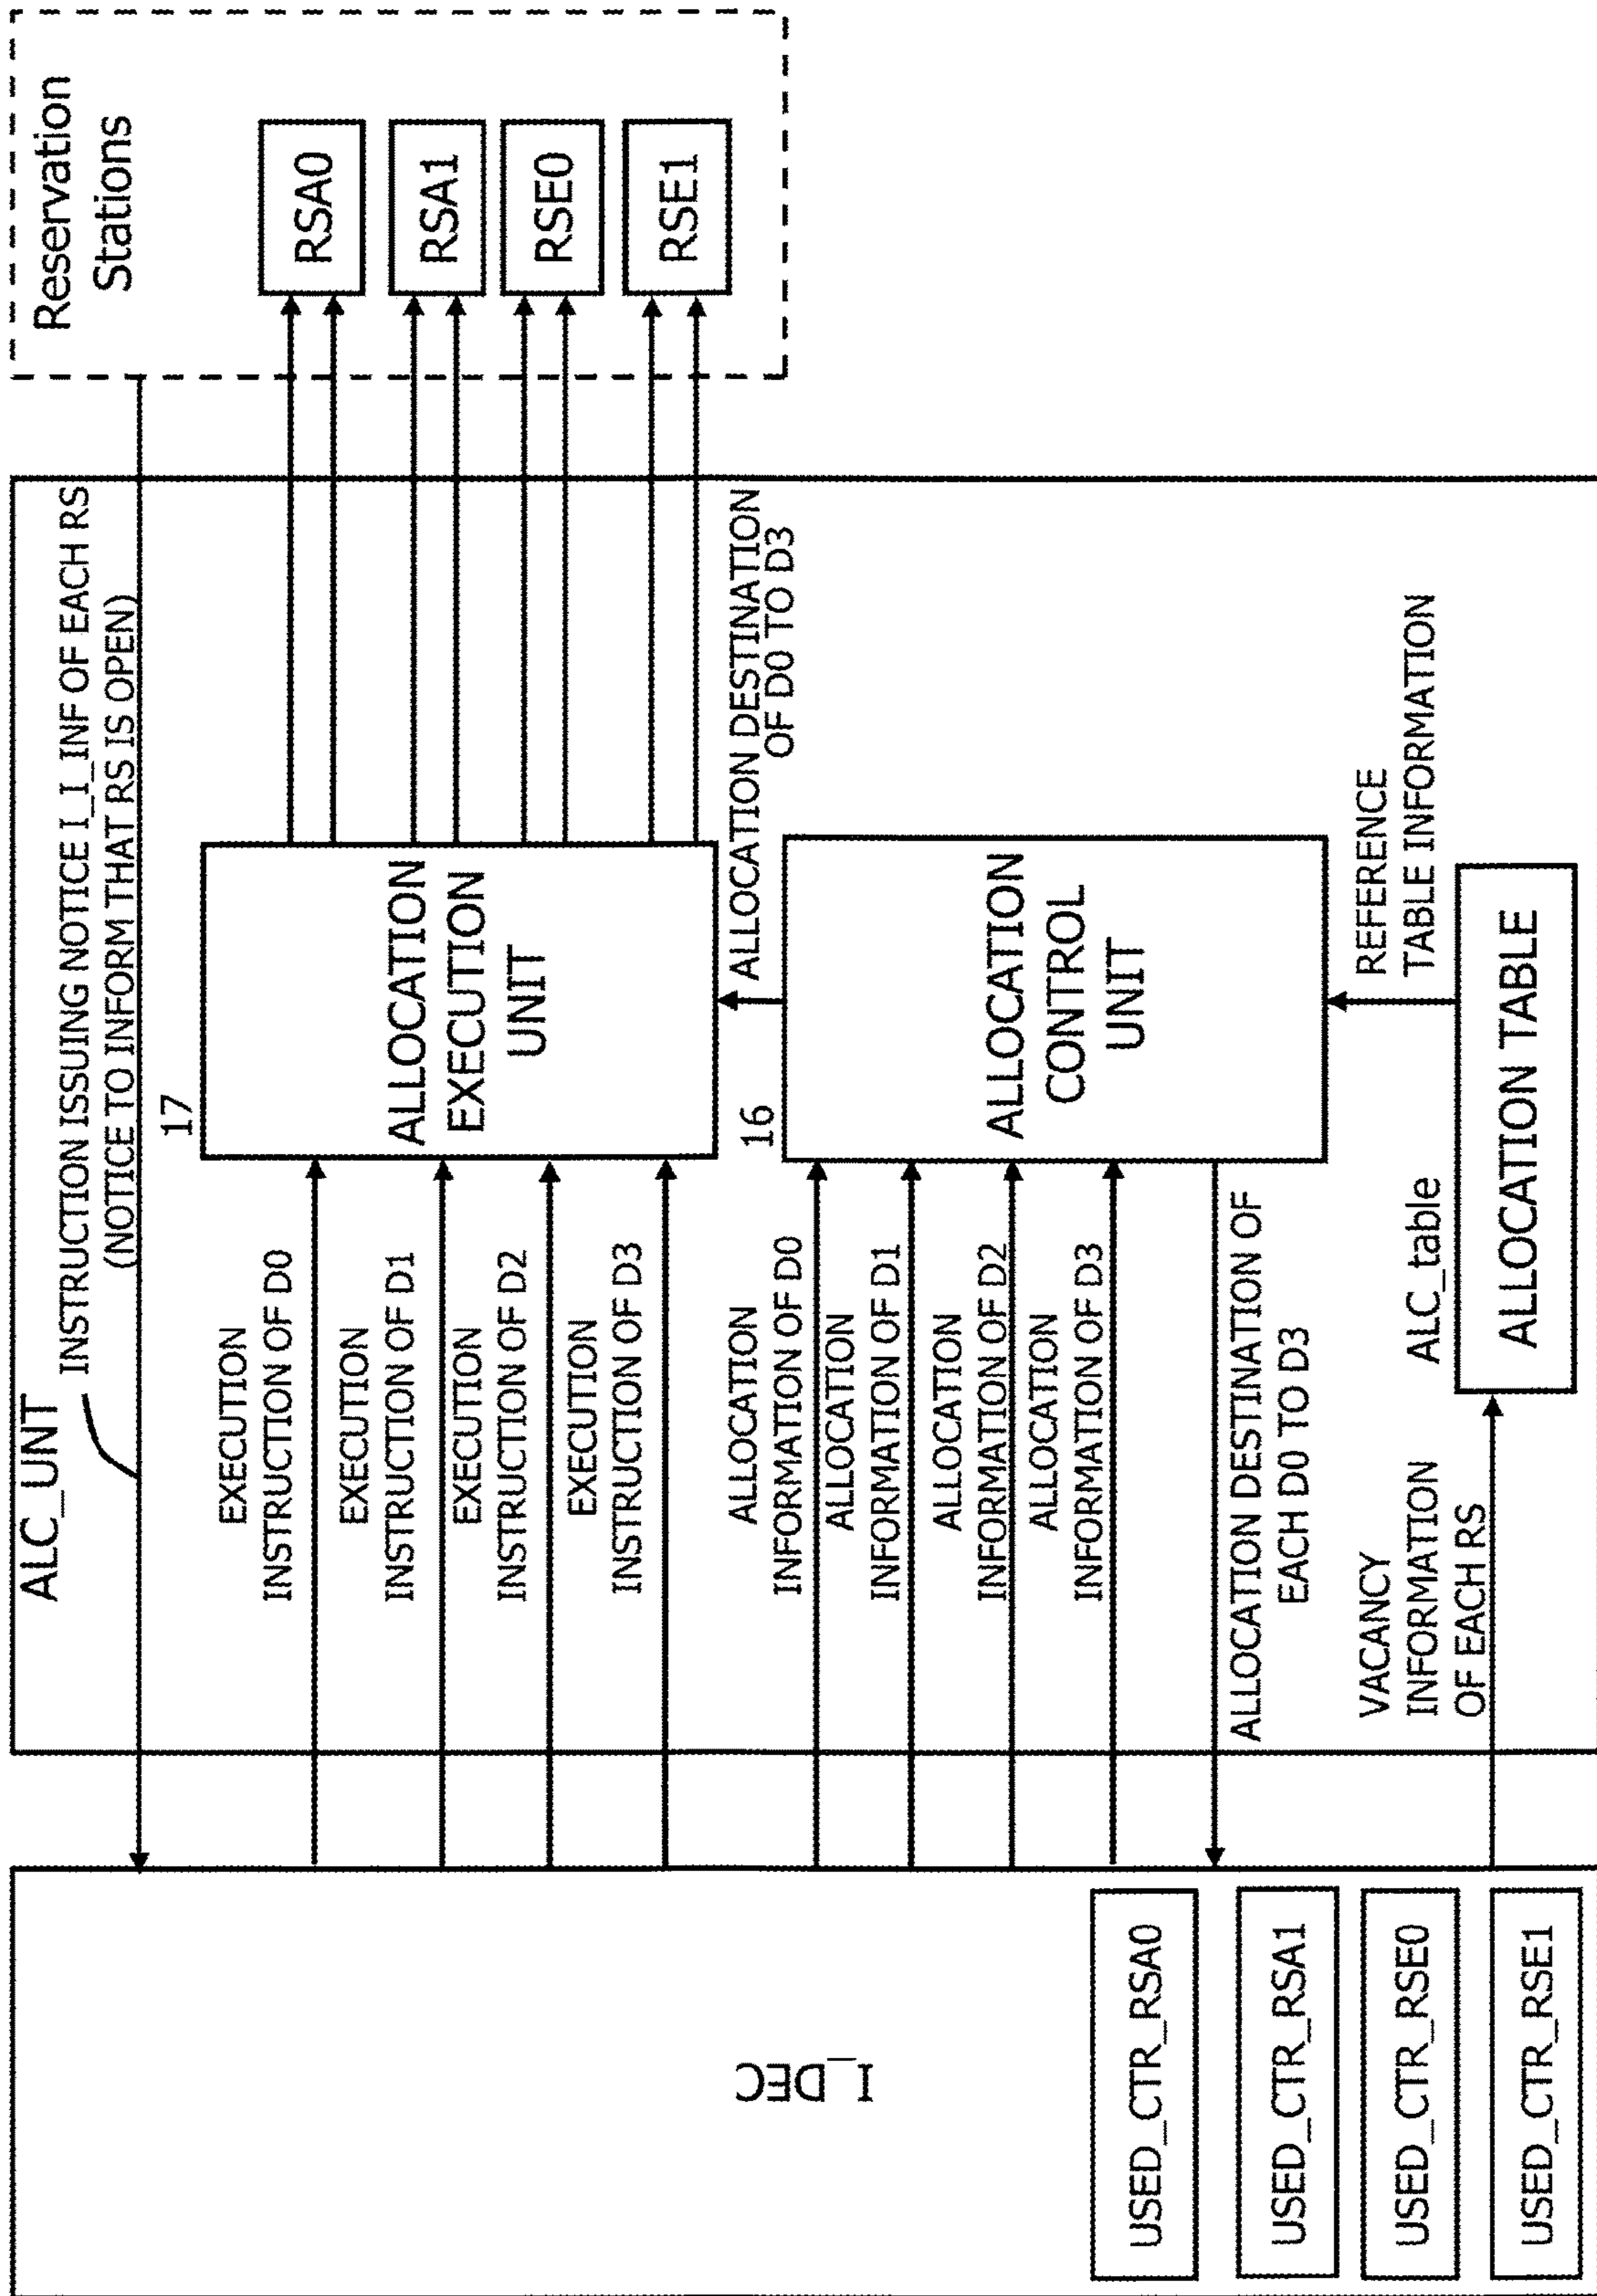 I_DEC
USED_CTR_RSA0
USED_CTR_RSA1
USED_CTR_RSE0
USED_CTR_RSE1
ALC_UNT
INSTRUCTION ISSUING NOTICE I_I_INF OF EACH RS
(NOTICE TO INFORM THAT RS IS OPEN)
EXECUTION
INSTRUCTION OF D0
EXECUTION
INSTRUCTION OF D1
EXECUTION
INSTRUCTION OF D2
EXECUTION
INSTRUCTION OF D3
17
ALLOCATION
EXECUTION
UNIT
ALLOCATION
INFORMATION OF D0
ALLOCATION
INFORMATION OF D1
ALLOCATION
INFORMATION OF D2
ALLOCATION
INFORMATION OF D3
ALLOCATION DESTINATION OF
EACH D0 TO D3
16
ALLOCATION
CONTROL
UNIT
ALLOCATION DESTINATION
OF D0 TO D3
VACANCY
INFORMATION
OF EACH RS
ALC_table
ALLOCATION TABLE
REFERENCE
TABLE INFORMATION
Reservation
Stations
RSA0
RSA1
RSE0
RSE1